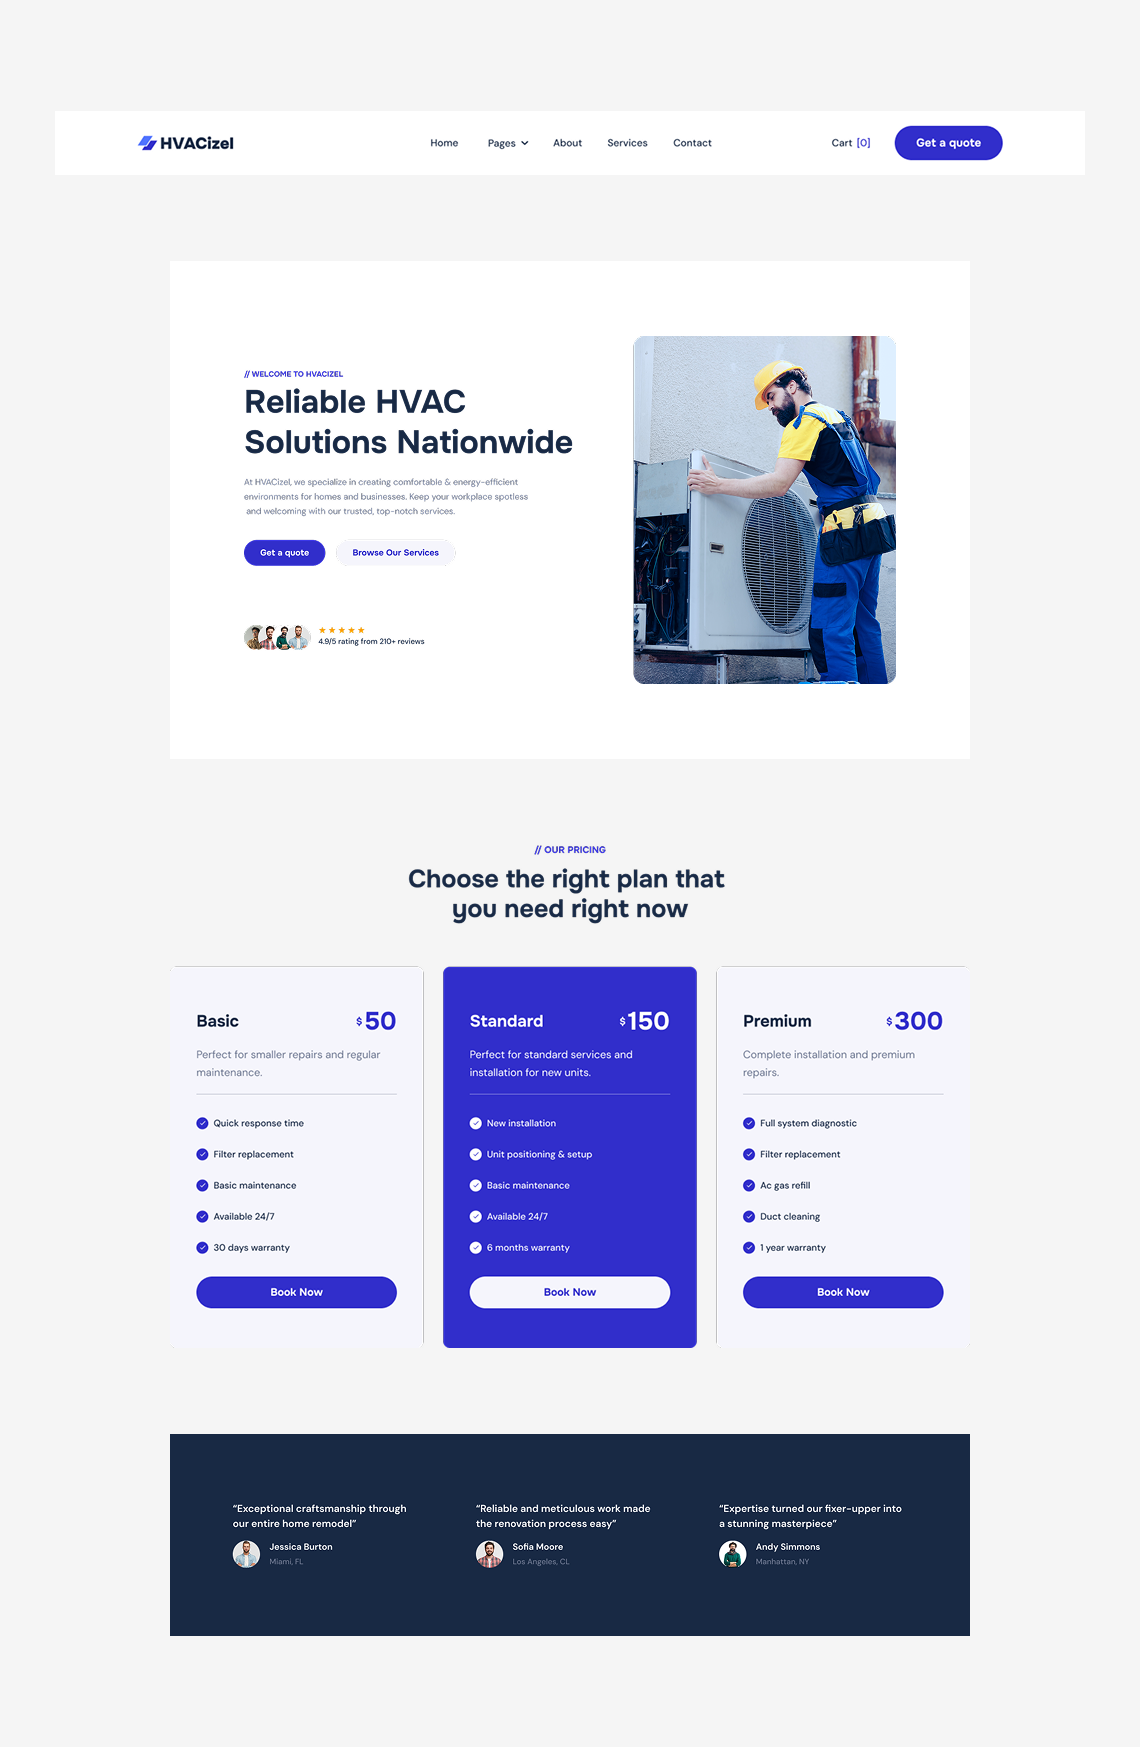 HVACizel
Home Pages About Services Contact
Cart [0] Get a quote
// WELCOME TO HVACIZEL
Reliable HVAC
Solutions Nationwide
At HVACizel, we specialize in creating comfortable & energy-efficient
environments for homes and businesses. Keep your workplace spotless
and welcoming with our trusted, top-notch services.
Get a quote Browse Our Services
4.9/5 rating from 210+ reviews
// OUR PRICING
Choose the right plan that
you need right now
Basic $50
Perfect for smaller repairs and regular
maintenance.
Quick response time
Filter replacement
Basic maintenance
Available 24/7
30 days warranty
Book Now
Standard $150
Perfect for standard services and
installation for new units.
New installation
Unit positioning & setup
Basic maintenance
Available 24/7
6 months warranty
Book Now
Premium $300
Complete installation and premium
repairs.
Full system diagnostic
Filter replacement
Ac gas refill
Duct cleaning
1 year warranty
Book Now
“Exceptional craftsmanship through
our entire home remodel”
Jessica Burton
Miami, FL
“Reliable and meticulous work made
the renovation process easy”
Sofia Moore
Los Angeles, CL
“Expertise turned our fixer-upper into
a stunning masterpiece”
Andy Simmons
Manhattan, NY